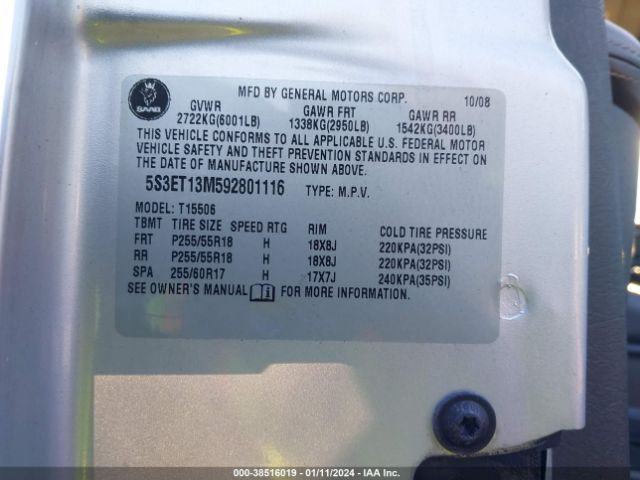 SAAB
MFD BY GENERAL MOTORS CORP. 10/08
GVWR GAWR FRT GAWR RR
2722KG(6001LB) 1338KG(2950LB) 1542KG(3400LB)
THIS VEHICLE CONFORMS TO ALL APPLICABLE U.S. FEDERAL MOTOR
VEHICLE SAFETY AND THEFT PREVENTION STANDARDS IN EFFECT ON
THE DATE OF MANUFACTURE SHOWN ABOVE.
5S3ET13M592801116 TYPE: M.P.V.
MODEL: T15506
TBMT TIRE SIZE SPEED RTG RIM COLD TIRE PRESSURE
FRT P255/55R18 H 18X8J 220KPA(32PSI)
RR P255/55R18 H 18X8J 220KPA(32PSI)
SPA 255/60R17 H 17X7J 240KPA(35PSI)
SEE OWNER'S MANUAL FOR MORE INFORMATION.
000-38516019 - 01/11/2024 - IAA Inc.